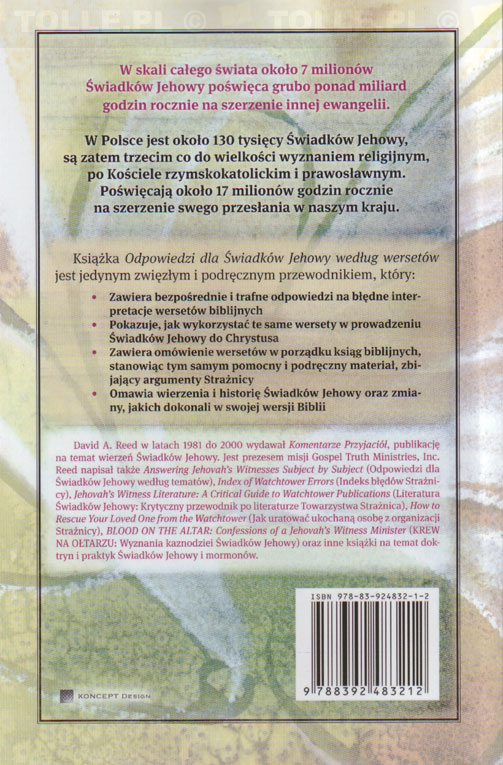 TOLLE.PL ©
TOLLE.PL ©
W skali całego świata około 7 milionów
Świadków Jehowy poświęca grubo ponad miliard
godzin rocznie na szerzenie innej ewangelii.
W Polsce jest około 130 tysięcy Świadków Jehowy,
są zatem trzecim co do wielkości wyznaniem religijnym,
po Kościele rzymskokatolickim i prawosławnym.
Poświęcają około 17 milionów godzin rocznie
na szerzenie swego przesłania w naszym kraju.
Książka Odpowiedzi dla Świadków Jehowy według wersetów
jest jedynym zwięzłym i podręcznym przewodnikiem, który:
• Zawiera bezpośrednie i trafne odpowiedzi na błędne inter-
pretacje wersetów biblijnych
• Pokazuje, jak wykorzystać te same wersety w prowadzeniu
Świadków Jehowy do Chrystusa
• Zawiera omówienie wersetów w porządku ksiąg biblijnych,
stanowiąc tym samym pomocny i podręczny materiał, zbi-
jający argumenty Strażnicy
• Omawia wierzenia i historię Świadków Jehowy oraz zmia-
ny, jakich dokonali w swojej wersji Biblii
David A. Reed w latach 1981 do 2000 wydawał Komentarze Przyjaciół, publikację
na temat wierzeń Świadków Jehowy. Jest prezesem misji Gospel Truth Ministries, Inc.
Reed napisał także Answering Jehovah's Witnesses Subject by Subject (Odpowiedzi dla
Świadków Jehowy według tematów), Index of Watchtower Errors (Indeks błędów Strażni-
cy), Jehovah's Witness Literature: A Critical Guide to Watchtower Publications (Literatura
Świadków Jehowy: Krytyczny przewodnik po literaturze Towarzystwa Strażnica), How to
Rescue Your Loved One from the Watchtower (Jak uratować ukochaną osobę z organizacji
Strażnicy), BLOOD ON THE ALTAR: Confessions of a Jehovah's Witness Minister (KREW
NA OŁTARZU: Wyznania kaznodziei Świadków Jehowy) oraz inne książki na temat dok-
tryn i praktyk Świadków Jehowy i mormonów.
ISBN 978-83-924832-1-2
9 788392 483212
KONCEPT DESIGN